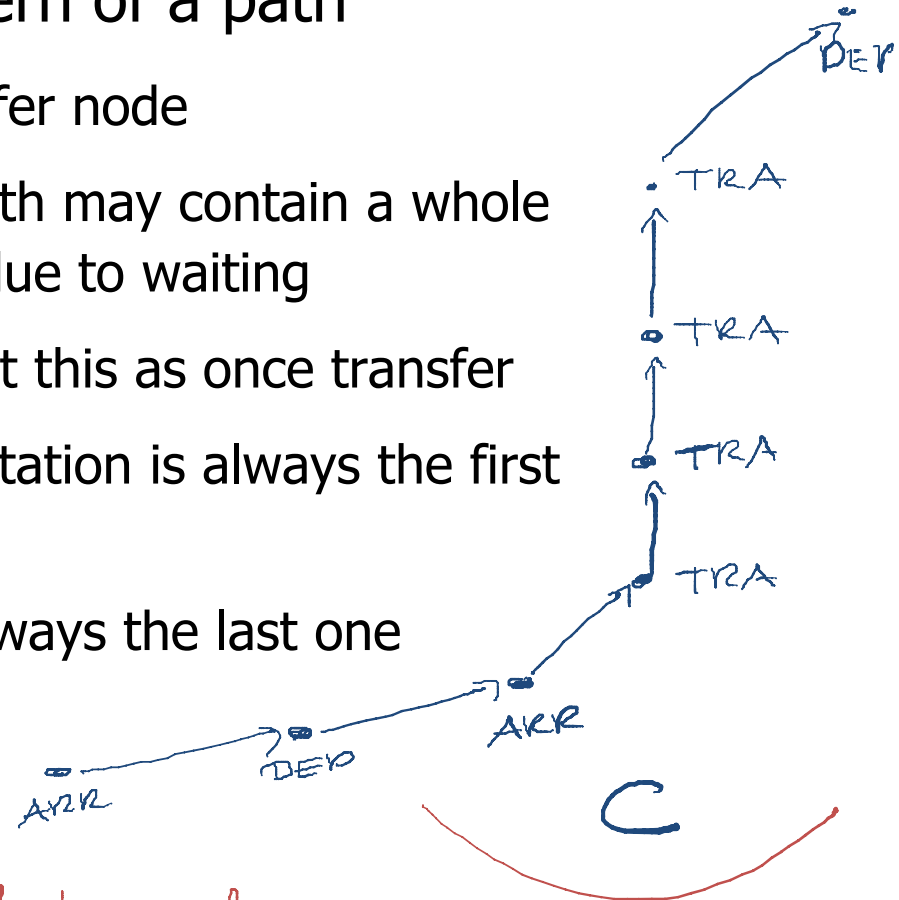 of a path
DEP
fer node
TRA
th may contain a whole
due to waiting
TRA
t this as once transfer
TRA
tation is always the first
TRA
ways the last one
ARR
DEP
ARR
C